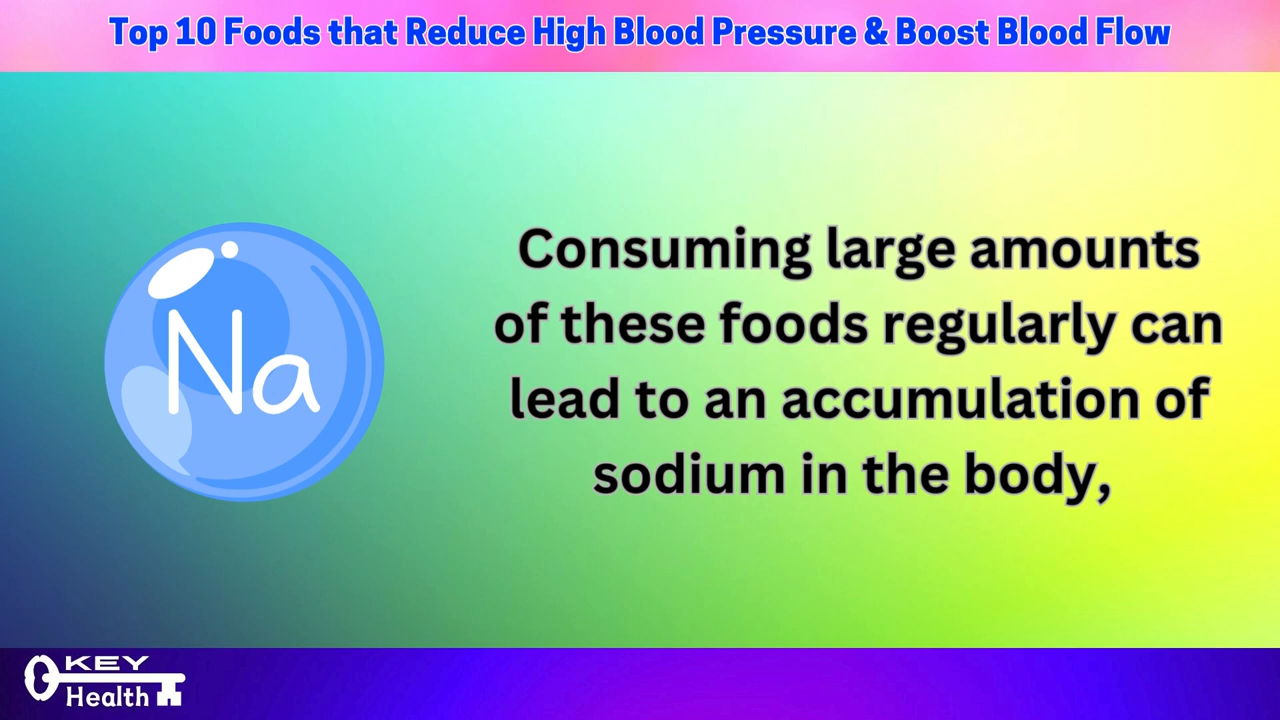 Top 10 Foods that Reduce High Blood Pressure & Boost Blood Flow
Na
Consuming large amounts
of these foods regularly can
lead to an accumulation of
sodium in the body,
KEY
Health